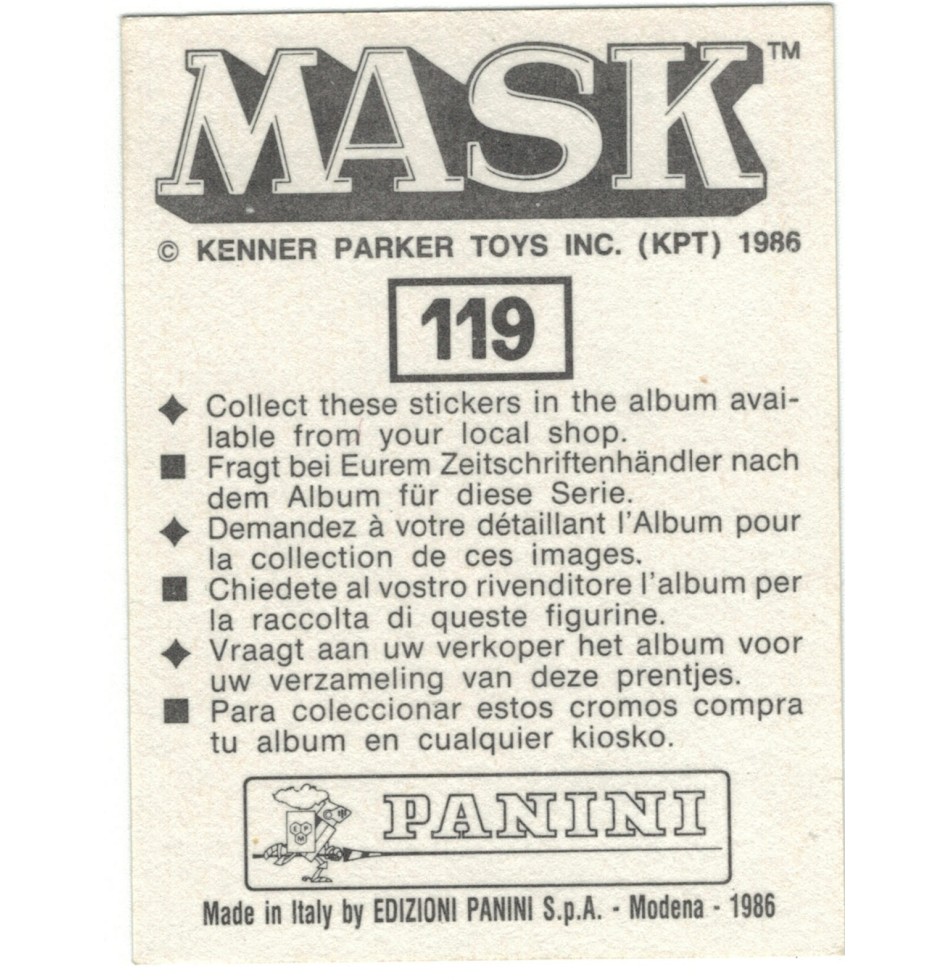 MASK™
© KENNER PARKER TOYS INC. (KPT) 1986
119
Collect these stickers in the album avai-
lable from your local shop.
Fragt bei Eurem Zeitschriftenhändler nach
dem Album für diese Serie.
Demandez à votre détaillant l'Album pour
la collection de ces images.
Chiedete al vostro rivenditore l'album per
la raccolta di queste figurine.
Vraagt aan uw verkoper het album voor
uw verzameling van deze prentjes.
Para coleccionar estos cromos compra
tu album en cualquier kiosko.
PANINI
Made in Italy by EDIZIONI PANINI S.p.A. - Modena - 1986